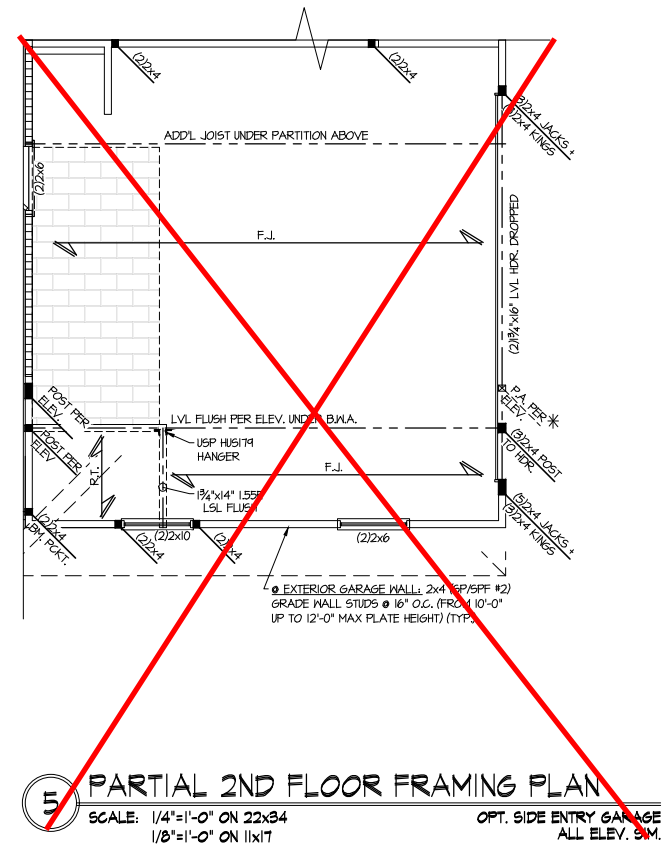 (2)2x4
(2)2x4
(3)2x4 JACKS +
2x4 KINGS
ADD'L JOIST UNDER PARTITION ABOVE
(2)2x6
F.J.
(2)1¾"x16" LVL HDR. DROPPED
POST PER
ELEV.
P.A. PER
ELEV.
LVL FLUSH PER ELEV. UNDER B.W.A.
POST PER
ELEV
USP HUS179
HANGER
(3)2x4 POST
TO HDR.
R.T.
F.J.
1¾"x14" 1.55E
LSL FLUSH
(5)2x4 JACKS +
(3)2x4 KINGS
(2)2x4
BM. PCKT.
(2)2x10
(2)2x4
(2)2x4
(2)2x6
@ EXTERIOR GARAGE WALL: 2x4 (SP/SPF #2)
GRADE WALL STUDS @ 16" O.C. (FROM 10'-0"
UP TO 12'-0" MAX PLATE HEIGHT) (TYP.)
5
PARTIAL 2ND FLOOR FRAMING PLAN
SCALE: 1/4"=1'-0" ON 22x34
1/8"=1'-0" ON 11x17
OPT. SIDE ENTRY GARAGE
ALL ELEV. SIM.